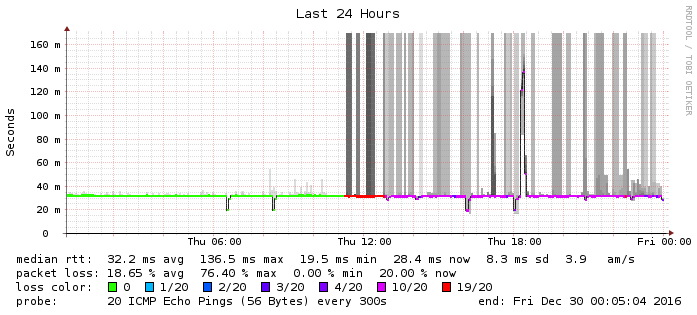 Last 24 Hours
RRDTOOL / TOBI OETIKER
Seconds
160 m
140 m
120 m
100 m
80 m
60 m
40 m
20 m
0
Thu 06:00 Thu 12:00 Thu 18:00 Fri 00:00
median rtt: 32.2 ms avg 136.5 ms max 19.5 ms min 28.4 ms now 8.3 ms sd 3.9 am/s
packet loss: 18.65 % avg 76.40 % max 0.00 % min 20.00 % now
loss color: 0 1/20 2/20 3/20 4/20 10/20 19/20
probe: 20 ICMP Echo Pings (56 Bytes) every 300s end: Fri Dec 30 00:05:04 2016